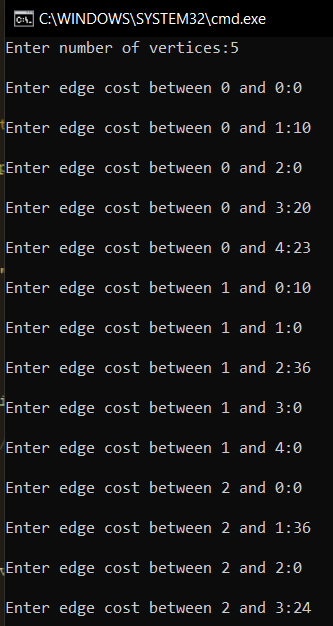 C:\WINDOWS\SYSTEM32\cmd.exe
Enter number of vertices:5
Enter edge cost between 0 and 0:0
Enter edge cost between 0 and 1:10
Enter edge cost between 0 and 2:0
Enter edge cost between 0 and 3:20
Enter edge cost between 0 and 4:23
Enter edge cost between 1 and 0:10
Enter edge cost between 1 and 1:0
Enter edge cost between 1 and 2:36
Enter edge cost between 1 and 3:0
Enter edge cost between 1 and 4:0
Enter edge cost between 2 and 0:0
Enter edge cost between 2 and 1:36
Enter edge cost between 2 and 2:0
Enter edge cost between 2 and 3:24